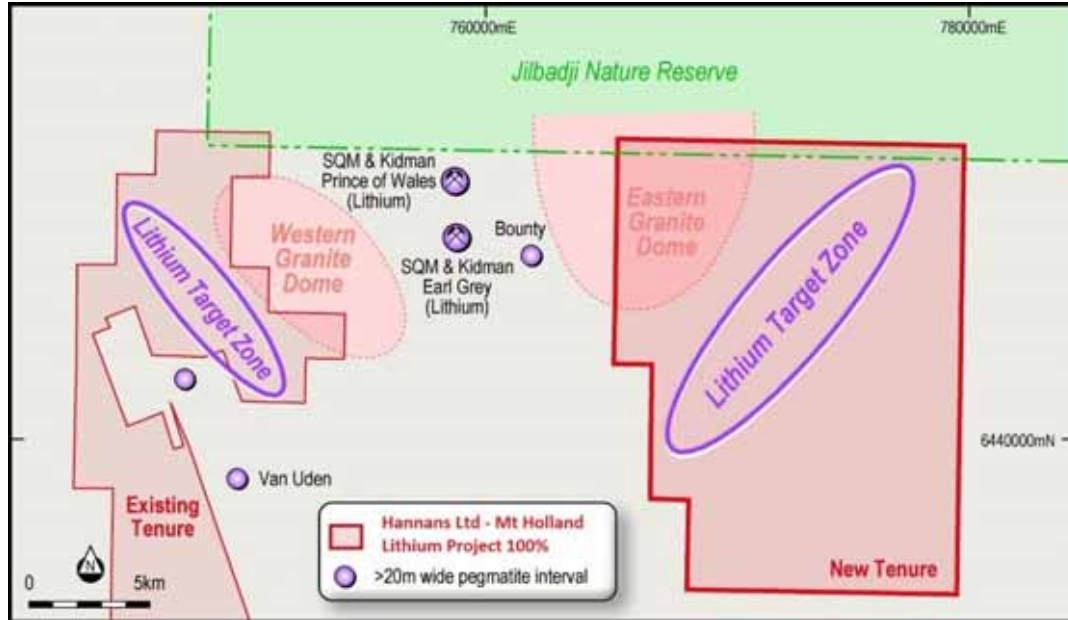 760000mE
780000mE
Jilbadji Nature Reserve
SQM & Kidman
Prince of Wales
(Lithium)
Western
Granite
Dome
Lithium Target Zone
SQM & Kidman
Earl Grey
(Lithium)
Bounty
Eastern
Granite
Dome
Lithium Target Zone
6440000mN
Van Uden
Existing
Tenure
New Tenure
Hannans Ltd - Mt Holland
Lithium Project 100%
>20m wide pegmatite interval
N
0
5km